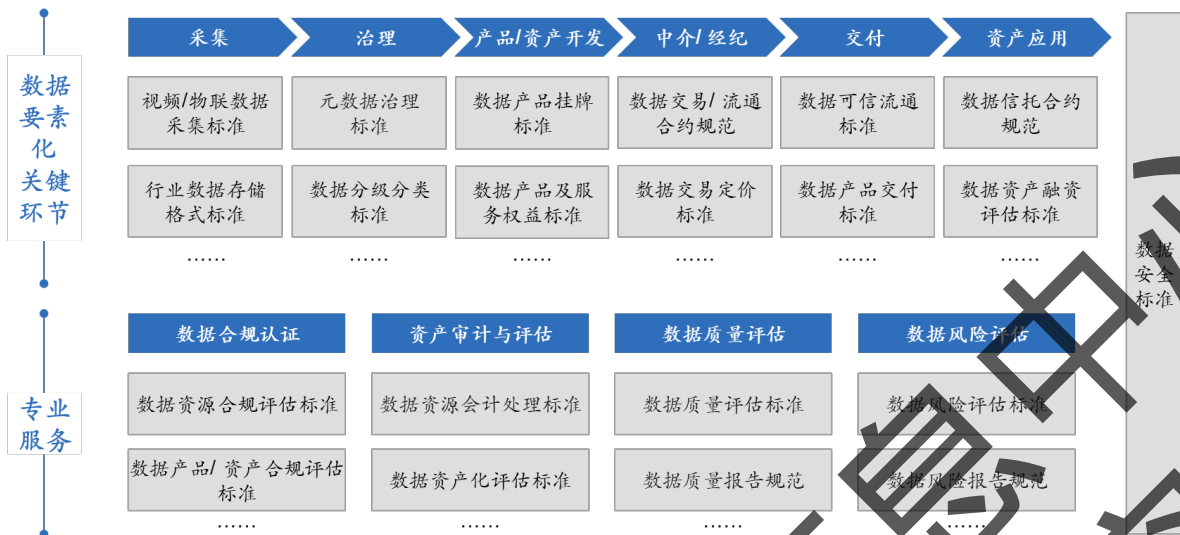 数据
要素
化
关键
环节
采集
治理
产品/资产开发
中介/ 经纪
交付
资产应用
视频/物联数据
采集标准
元数据治理
标准
数据产品挂牌
标准
数据交易/ 流通
合约规范
数据可信流通
标准
数据信托合约
规范
行业数据存储
格式标准
数据分级分类
标准
数据产品及服
务权益标准
数据交易定价
标准
数据产品交付
标准
数据资产融资
评估标准
……
……
……
……
……
……
数据
安全
标准
专业
服务
数据合规认证
资产审计与评估
数据质量评估
数据风险评估
数据资源合规评估标准
数据资源会计处理标准
数据质量评估标准
数据风险评估标准
数据产品/ 资产合规评估
标准
数据资产化评估标准
数据质量报告规范
数据风险报告规范
……
……
……
……